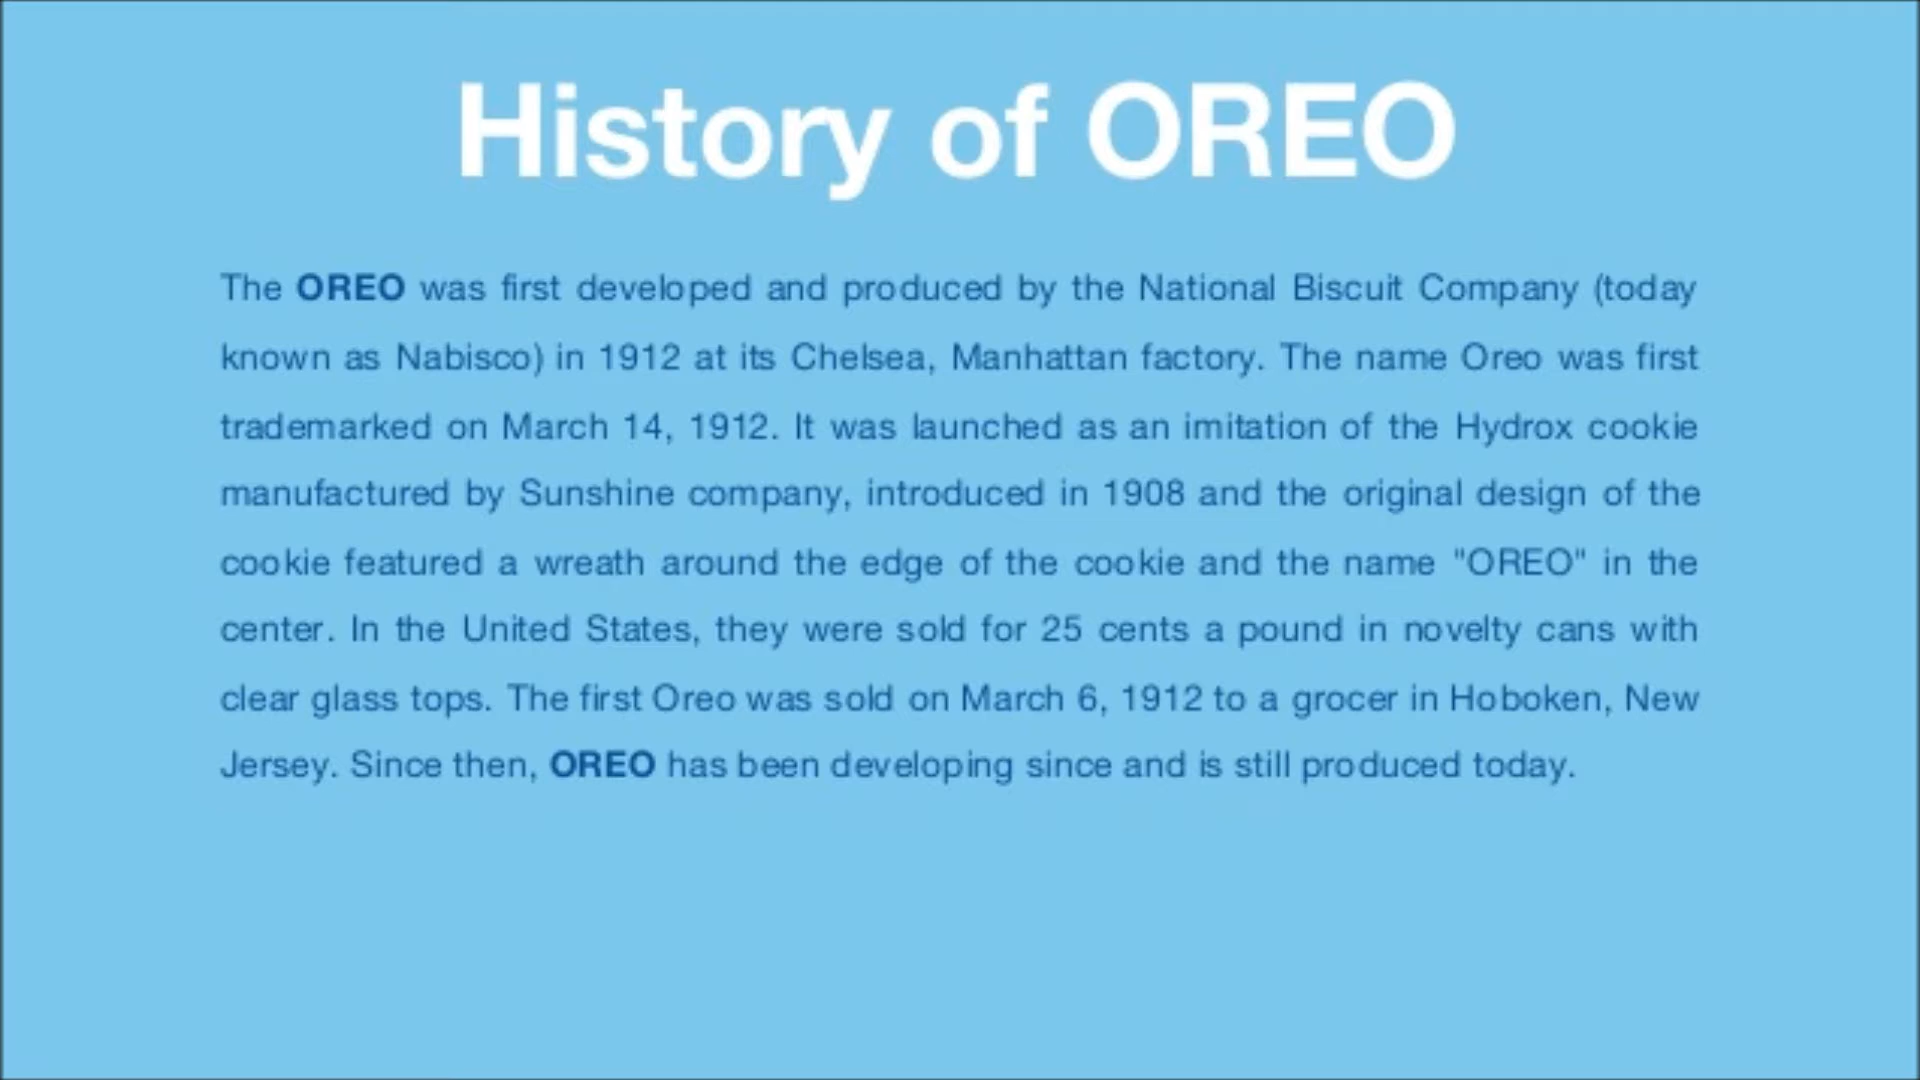 History of OREO
The OREO was first developed and produced by the National Biscuit Company (today
known as Nabisco) in 1912 at its Chelsea, Manhattan factory. The name Oreo was first
trademarked on March 14, 1912. It was launched as an imitation of the Hydrox cookie
manufactured by Sunshine company, introduced in 1908 and the original design of the
cookie featured a wreath around the edge of the cookie and the name "OREO" in the
center. In the United States, they were sold for 25 cents a pound in novelty cans with
clear glass tops. The first Oreo was sold on March 6, 1912 to a grocer in Hoboken, New
Jersey. Since then, OREO has been developing since and is still produced today.